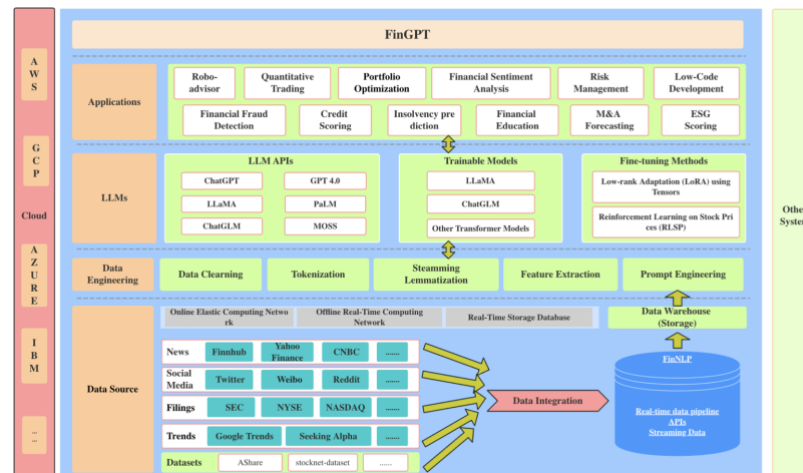 FinGPT
A
W
S
G
C
P
Cloud
A
Z
U
R
E
I
B
M
...
...
Applications
Robo-
advisor
Quantitative
Trading
Portfolio
Optimization
Financial Sentiment
Analysis
Risk
Management
Low-Code
Development
Financial Fraud
Detection
Credit
Scoring
Insolvency pre
diction
Financial
Education
M&A
Forecasting
ESG
Scoring
LLMs
LLM APIs
ChatGPT
GPT 4.0
LLaMA
PaLM
ChatGLM
MOSS
Trainable Models
LLaMA
ChatGLM
Other Transformer Models
Fine-tuning Methods
Low-rank Adaptation (LoRA) using
Tensors
Reinforcement Learning on Stock Pri
ces (RLSP)
Data
Engineering
Data Clearning
Tokenization
Steamming
Lemmatization
Feature Extraction
Prompt Engineering
Data Source
Online Elastic Computing Netwo
rk
Offline Real-Time Computing
Network
Real-Time Storage Database
Data Warehouse
(Storage)
News
Finnhub
Yahoo
Finance
CNBC
......
Social
Media
Twitter
Weibo
Reddit
......
Filings
SEC
NYSE
NASDAQ
......
Trends
Google Trends
Seeking Alpha
......
Datasets
AShare
stocknet-dataset
......
Data Integration
FinNLP
Real-time data pipeline
APIs
Streaming Data
Othe
System